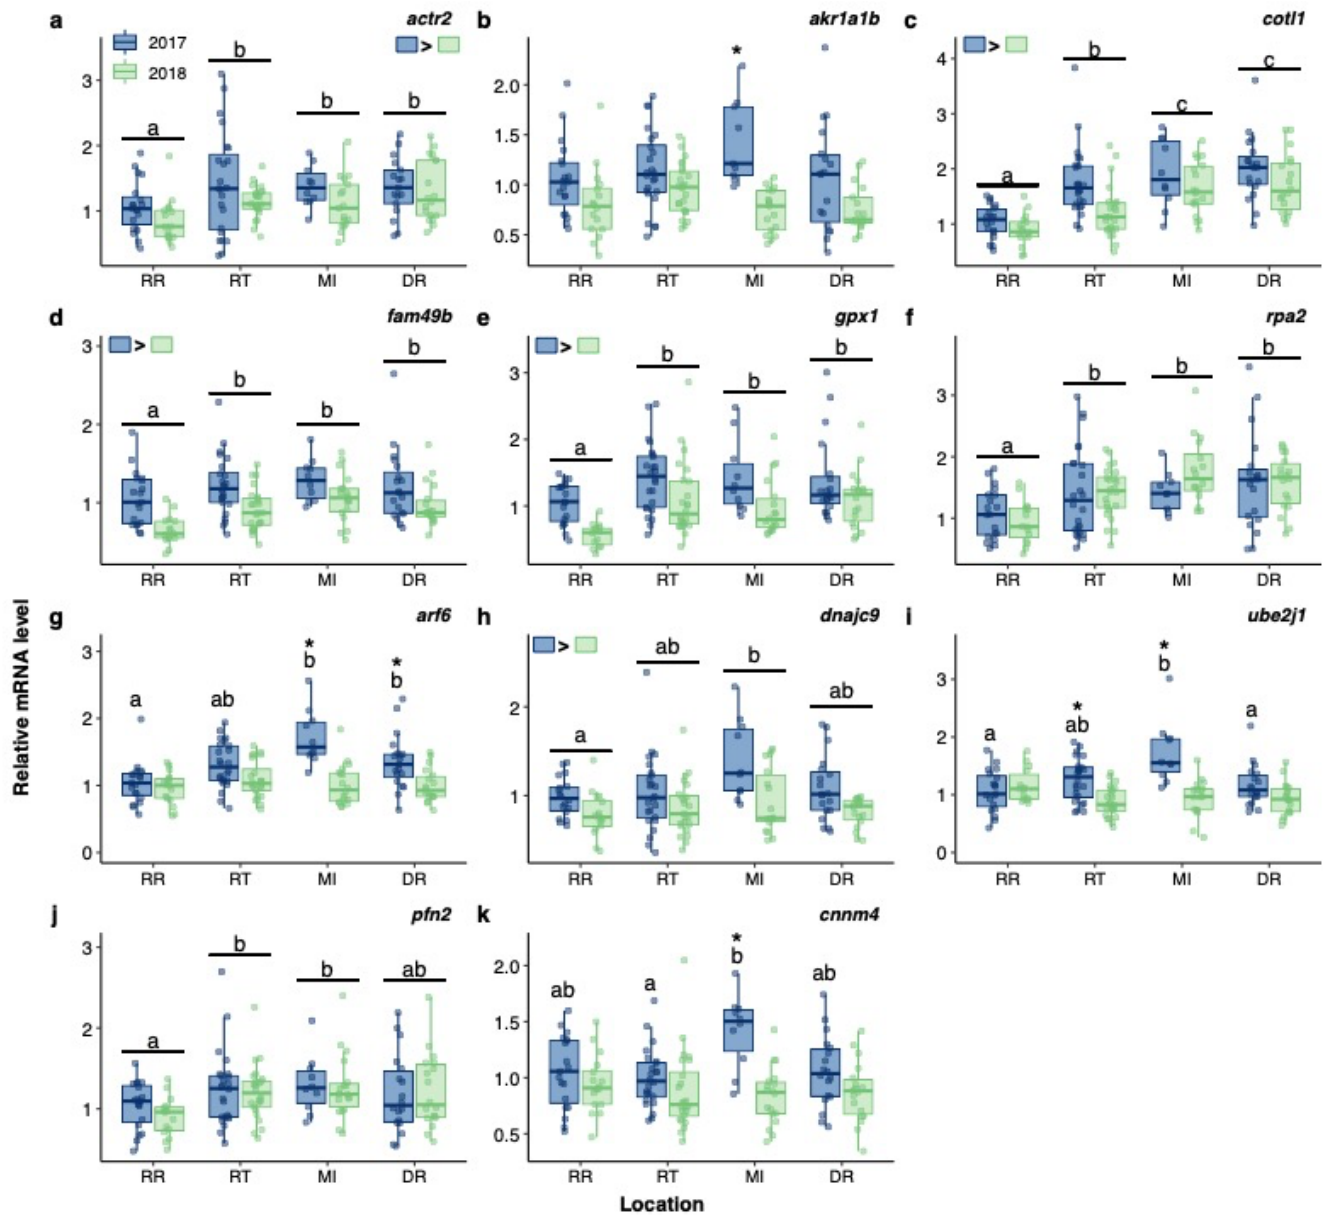 a actr2
2017
2018
>
a b b b
3
2
1
RR RT MI DR
b akr1a1b
*
2.0
1.5
1.0
0.5
RR RT MI DR
c cotl1
>
a b c c
4
3
2
1
RR RT MI DR
d fam49b
>
a b b b
3
2
1
RR RT MI DR
e gpx1
>
a b b b
3
2
1
RR RT MI DR
f rpa2
a b b b
3
2
1
RR RT MI DR
Relative mRNA level
g arf6
* *
a ab b b
3
2
1
0
RR RT MI DR
h dnajc9
>
a ab b ab
2
1
RR RT MI DR
i ube2j1
* *
a ab b a
3
2
1
0
RR RT MI DR
j pfn2
a b b ab
3
2
1
RR RT MI DR
k cnnm4
*
ab a b ab
2.0
1.5
1.0
0.5
RR RT MI DR
Location